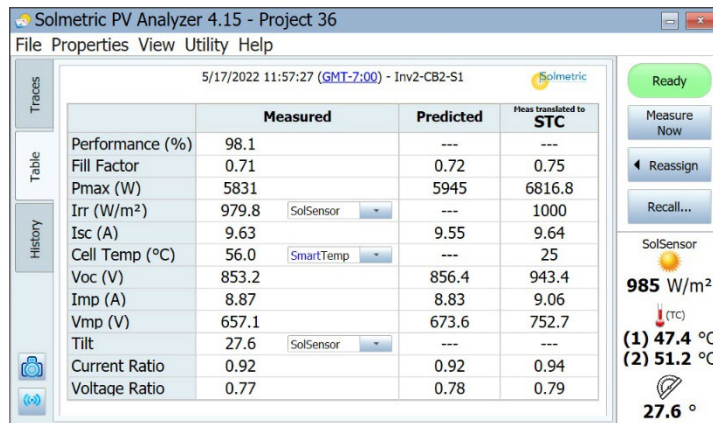 Solmetric PV Analyzer 4.15 - Project 36
File Properties View Utility Help
Traces
Table
History
5/17/2022 11:57:27 (GMT-7:00) - Inv2-CB2-S1
Solmetric
Measured Predicted Meas translated to STC
Performance (%) 98.1 --- ---
Fill Factor 0.71 0.72 0.75
Pmax (W) 5831 5945 6816.8
Irr (W/m²) 979.8 SolSensor --- 1000
Isc (A) 9.63 9.55 9.64
Cell Temp (°C) 56.0 SmartTemp --- 25
Voc (V) 853.2 856.4 943.4
Imp (A) 8.87 8.83 9.06
Vmp (V) 657.1 673.6 752.7
Tilt 27.6 SolSensor --- ---
Current Ratio 0.92 0.92 0.94
Voltage Ratio 0.77 0.78 0.79
Ready
Measure
Now
Reassign
Recall...
SolSensor
985 W/m²
(TC)
(1) 47.4 °C
(2) 51.2 °C
27.6 °